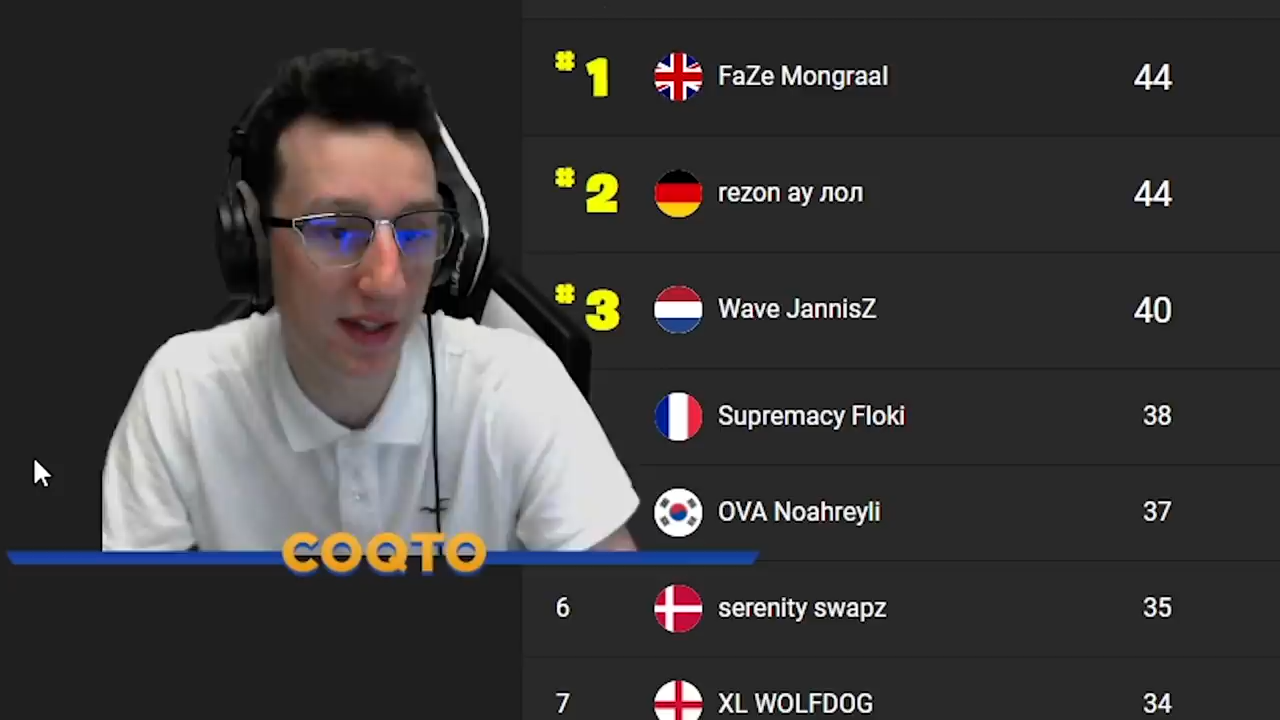 #1 FaZe Mongraal 44
#2 rezon ay лол 44
#3 Wave JannisZ 40
Supremacy Floki 38
OVA Noahreyli 37
COQTO
6 serenity swapz 35
7 XL WOLFDOG 34